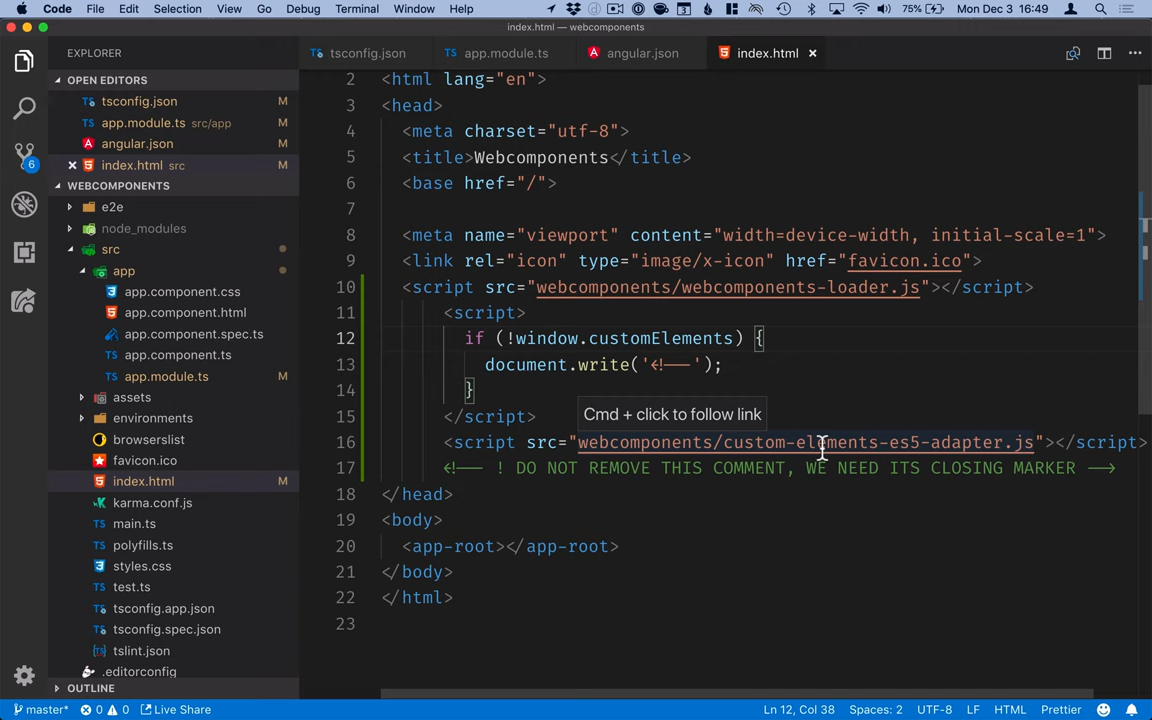 Code File Edit Selection View Go Debug Terminal Window Help 75% Mon Dec 3 16:49
index.html — webcomponents
EXPLORER
OPEN EDITORS
tsconfig.json M
app.module.ts src/app M
angular.json M
index.html src M
6
WEBCOMPONENTS
e2e
node_modules
src
app
app.component.css
app.component.html
app.component.spec.ts
app.component.ts
app.module.ts M
assets
environments
browserslist
favicon.ico
index.html M
karma.conf.js
main.ts
polyfills.ts
styles.css
test.ts
tsconfig.app.json
tsconfig.spec.json
tslint.json
.editorconfig
OUTLINE
tsconfig.json app.module.ts angular.json index.html
2 <html lang="en">
3 <head>
4 <meta charset="utf-8">
5 <title>Webcomponents</title>
6 <base href="/">
7
8 <meta name="viewport" content="width=device-width, initial-scale=1">
9 <link rel="icon" type="image/x-icon" href="favicon.ico">
10 <script src="webcomponents/webcomponents-loader.js"></script>
11 <script>
12 if (!window.customElements) {
13 document.write('<!--');
14 }
15 </script>
Cmd + click to follow link
16 <script src="webcomponents/custom-elements-es5-adapter.js"></script>
17 <!-- ! DO NOT REMOVE THIS COMMENT, WE NEED ITS CLOSING MARKER -->
18 </head>
19 <body>
20 <app-root></app-root>
21 </body>
22 </html>
23
master* 0 0 Live Share Ln 12, Col 38 Spaces: 2 UTF-8 LF HTML Prettier